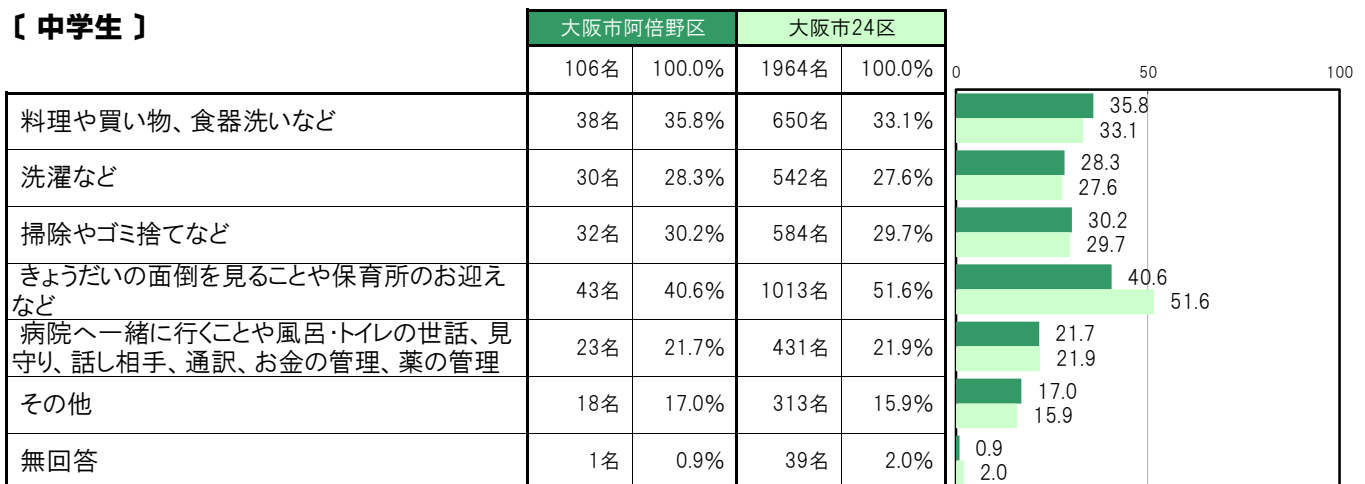 〔 中学生 〕
大阪市阿倍野区 大阪市24区
106名 100.0% 1964名 100.0%
0 50 100
料理や買い物、食器洗いなど 38名 35.8% 650名 33.1%
35.8
33.1
洗濯など 30名 28.3% 542名 27.6%
28.3
27.6
掃除やゴミ捨てなど 32名 30.2% 584名 29.7%
30.2
29.7
きょうだいの面倒を見ることや保育所のお迎え
など
43名 40.6% 1013名 51.6%
40.6
51.6
病院へ一緒に行くことや風呂・トイレの世話、見
守り、話し相手、通訳、お金の管理、薬の管理
23名 21.7% 431名 21.9%
21.7
21.9
その他 18名 17.0% 313名 15.9%
17.0
15.9
無回答 1名 0.9% 39名 2.0%
0.9
2.0